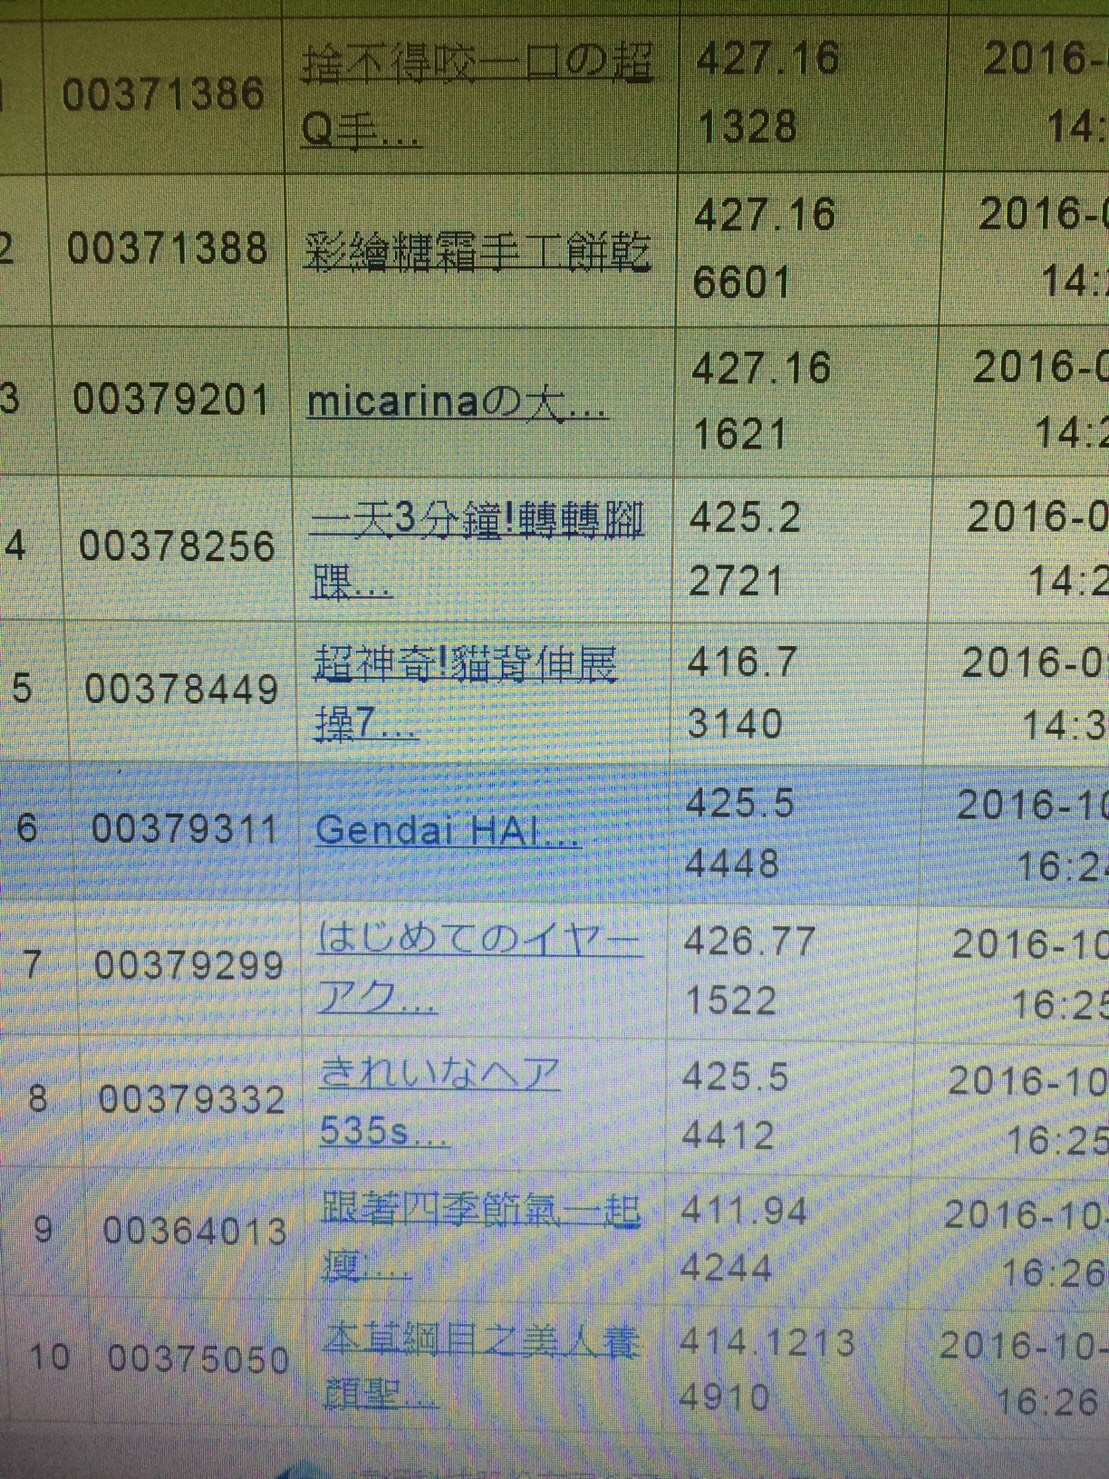 00371386 捨不得咬一口の超 427.16 2016-
Q手... 1328 14:
2 00371388 彩繪糖霜手工餅乾 427.16 2016-0
6601 14:2
3 00379201 micarinaの大... 427.16 2016-0
1621 14:2
4 00378256 一天3分鐘!轉轉腳 425.2 2016-0
踝... 2721 14:2
5 00378449 超神奇!貓背伸展 416.7 2016-0
操7... 3140 14:3
6 00379311 Gendai HAI... 425.5 2016-10
4448 16:24
7 00379299 はじめてのイヤー 426.77 2016-10
アク... 1522 16:25
8 00379332 きれいなヘア 425.5 2016-10
535s... 4412 16:25
9 00364013 跟著四季節氣一起 411.94 2016-10-
瘦:... 4244 16:26
10 00375050 本草綱目之美人養 414.1213 2016-10-
顏聖... 4910 16:26